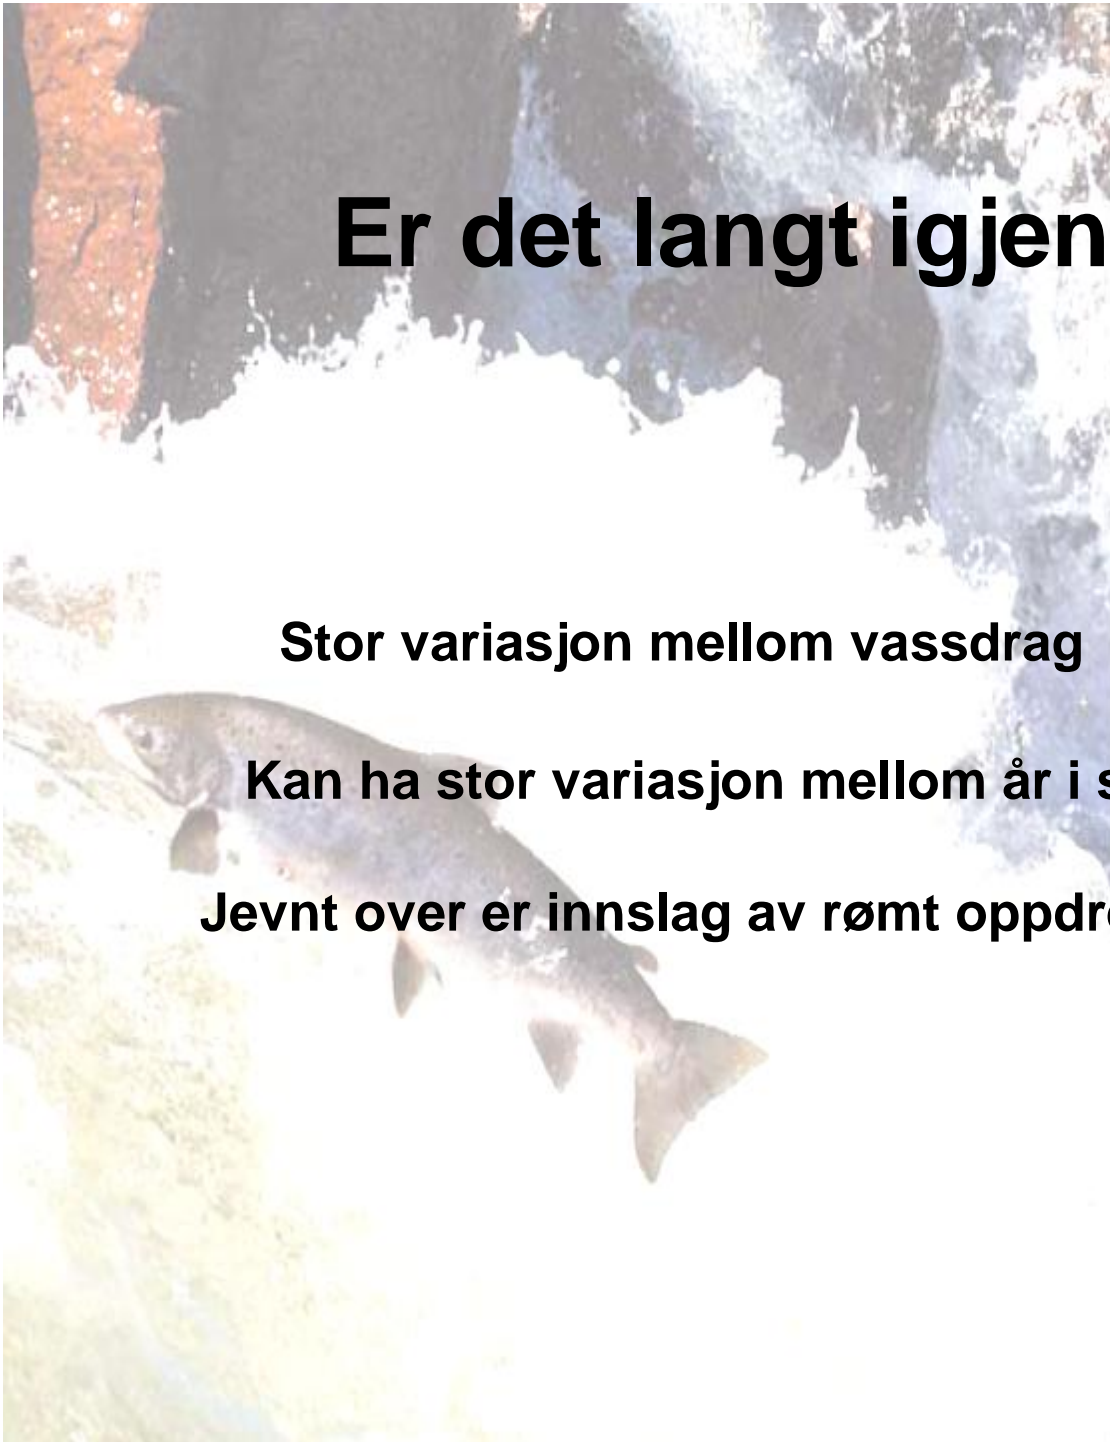 Er det langt igjen
Stor variasjon mellom vassdrag
Kan ha stor variasjon mellom år i
Jevnt over er innslag av rømt